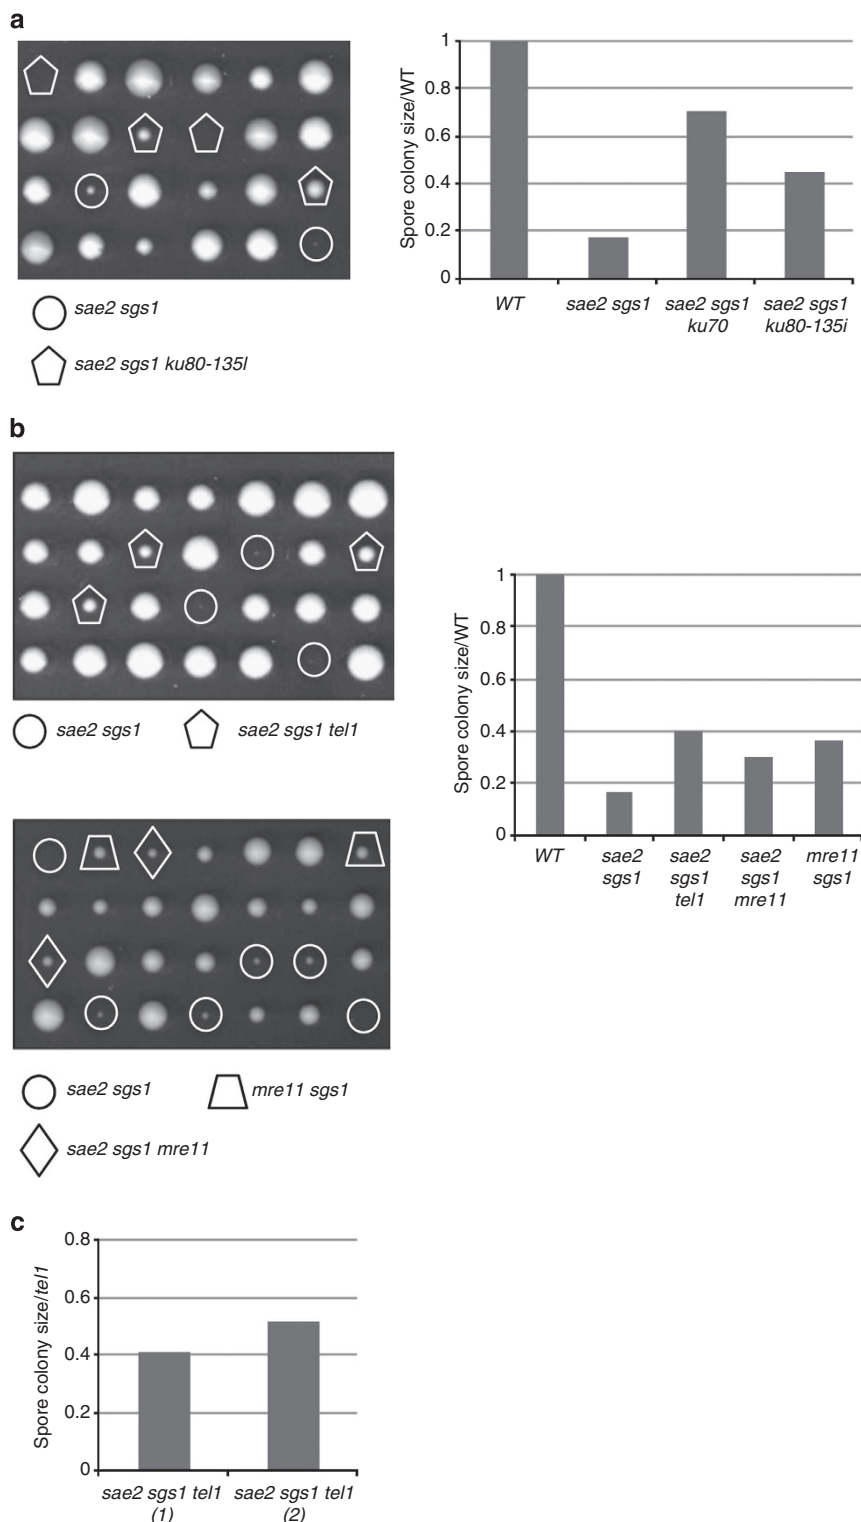 a
sae2 sgs1
sae2 sgs1 ku80-135I
Spore colony size/WT
1
0.8
0.6
0.4
0.2
0
WT
sae2 sgs1
sae2 sgs1
ku70
sae2 sgs1
ku80-135i
b
sae2 sgs1
sae2 sgs1 tel1
sae2 sgs1
mre11 sgs1
sae2 sgs1 mre11
Spore colony size/WT
1
0.8
0.6
0.4
0.2
0
WT
sae2
sgs1
sae2
sgs1
tel1
sae2
sgs1
mre11
mre11
sgs1
c
Spore colony size/tel1
0.8
0.6
0.4
0.2
0
sae2 sgs1 tel1
(1)
sae2 sgs1 tel1
(2)